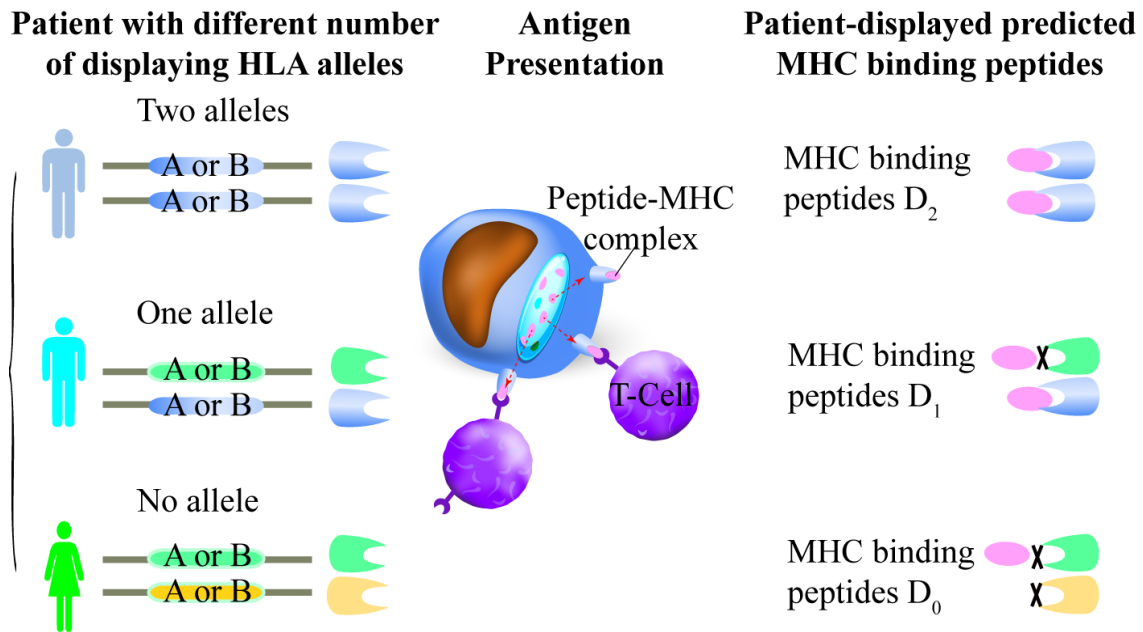 Patient with different number
of displaying HLA alleles
Antigen
Presentation
Patient-displayed predicted
MHC binding peptides
Two alleles
A or B
A or B
MHC binding
peptides D₂
Peptide-MHC
complex
One allele
A or B
A or B
T-Cell
MHC binding
peptides D₁
No allele
A or B
A or B
MHC binding
peptides D₀